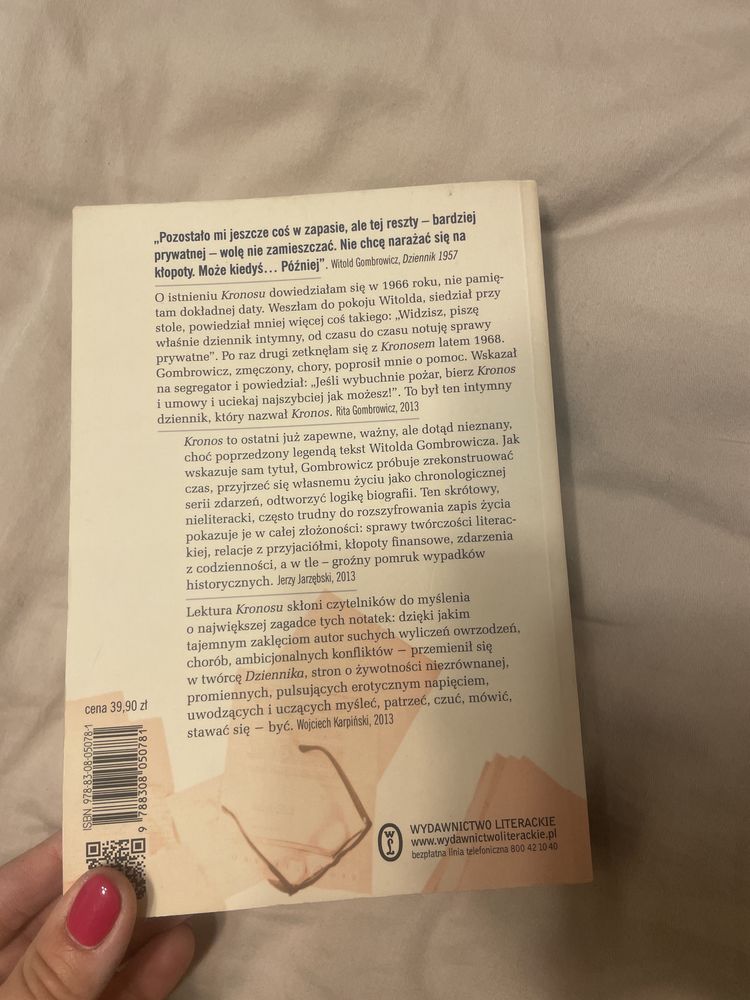 „Pozostało mi jeszcze coś w zapasie, ale tej reszty – bardziej
prywatnej – wolę nie zamieszczać. Nie chcę narażać się na
kłopoty. Może kiedyś... Później”. Witold Gombrowicz, Dziennik 1957
O istnieniu Kronosu dowiedziałam się w 1966 roku, nie pamię-
tam dokładnej daty. Weszłam do pokoju Witolda, siedział przy
stole, powiedział mniej więcej coś takiego: „Widzisz, piszę
właśnie dziennik intymny, od czasu do czasu notuję sprawy
prywatne”. Po raz drugi zetknęłam się z Kronosem latem 1968.
Gombrowicz, zmęczony, chory, poprosił mnie o pomoc. Wskazał
na segregator i powiedział: „Jeśli wybuchnie pożar, bierz Kronos
i umowy i uciekaj najszybciej jak możesz!”. To był ten intymny
dziennik, który nazwał Kronos. Rita Gombrowicz, 2013
Kronos to ostatni już zapewne, ważny, ale dotąd nieznany,
choć poprzedzony legendą tekst Witolda Gombrowicza. Jak
wskazuje sam tytuł, Gombrowicz próbuje zrekonstruować
czas, przyjrzeć się własnemu życiu jako chronologicznej
serii zdarzeń, odtworzyć logikę biografii. Ten skrótowy,
nieliteracki, często trudny do rozszyfrowania zapis życia
pokazuje je w całej złożoności: sprawy twórczości literac-
kiej, relacje z przyjaciółmi, kłopoty finansowe, zdarzenia
z codzienności, a w tle – groźny pomruk wypadków
historycznych. Jerzy Jarzębski, 2013
Lektura Kronosu skłoni czytelników do myślenia
o największej zagadce tych notatek: dzięki jakim
tajemnym zaklęciom autor suchych wyliczeń owrzodzeń,
chorób, ambicjonalnych konfliktów — przemienił się
w twórcę Dziennika, stron o żywotności niezrównanej,
promiennych, pulsujących erotycznym napięciem,
uwodzących i uczących myśleć, patrzeć, czuć, mówić,
stawać się — być. Wojciech Karpiński, 2013
cena 39,90 zł
ISBN 978-83-08-05078-1
9 788308 050781
WL
WYDAWNICTWO LITERACKIE
www.wydawnictwoliterackie.pl
bezpłatna linia telefoniczna 800 42 10 40